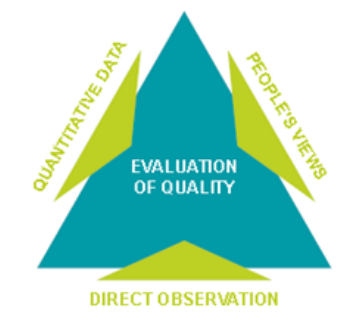 QUANTITATIVE DATA
PEOPLE'S VIEWS
EVALUATION
OF QUALITY
DIRECT OBSERVATION